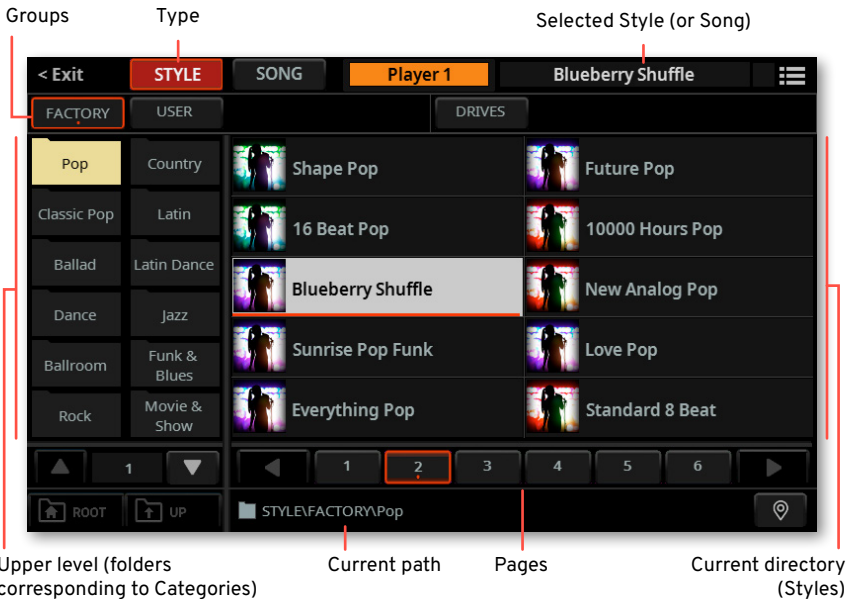 Groups
Type
Selected Style (or Song)
< Exit
STYLE
SONG
Player 1
Blueberry Shuffle
FACTORY
USER
DRIVES
Pop
Country
Classic Pop
Latin
Ballad
Latin Dance
Dance
Jazz
Ballroom
Funk &
Blues
Rock
Movie &
Show
Shape Pop
Future Pop
16 Beat Pop
10000 Hours Pop
Blueberry Shuffle
New Analog Pop
Sunrise Pop Funk
Love Pop
Everything Pop
Standard 8 Beat
1
1
2
3
4
5
6
ROOT
UP
STYLE\FACTORY\Pop
Upper level (folders
corresponding to Categories)
Current path
Pages
Current directory
(Styles)